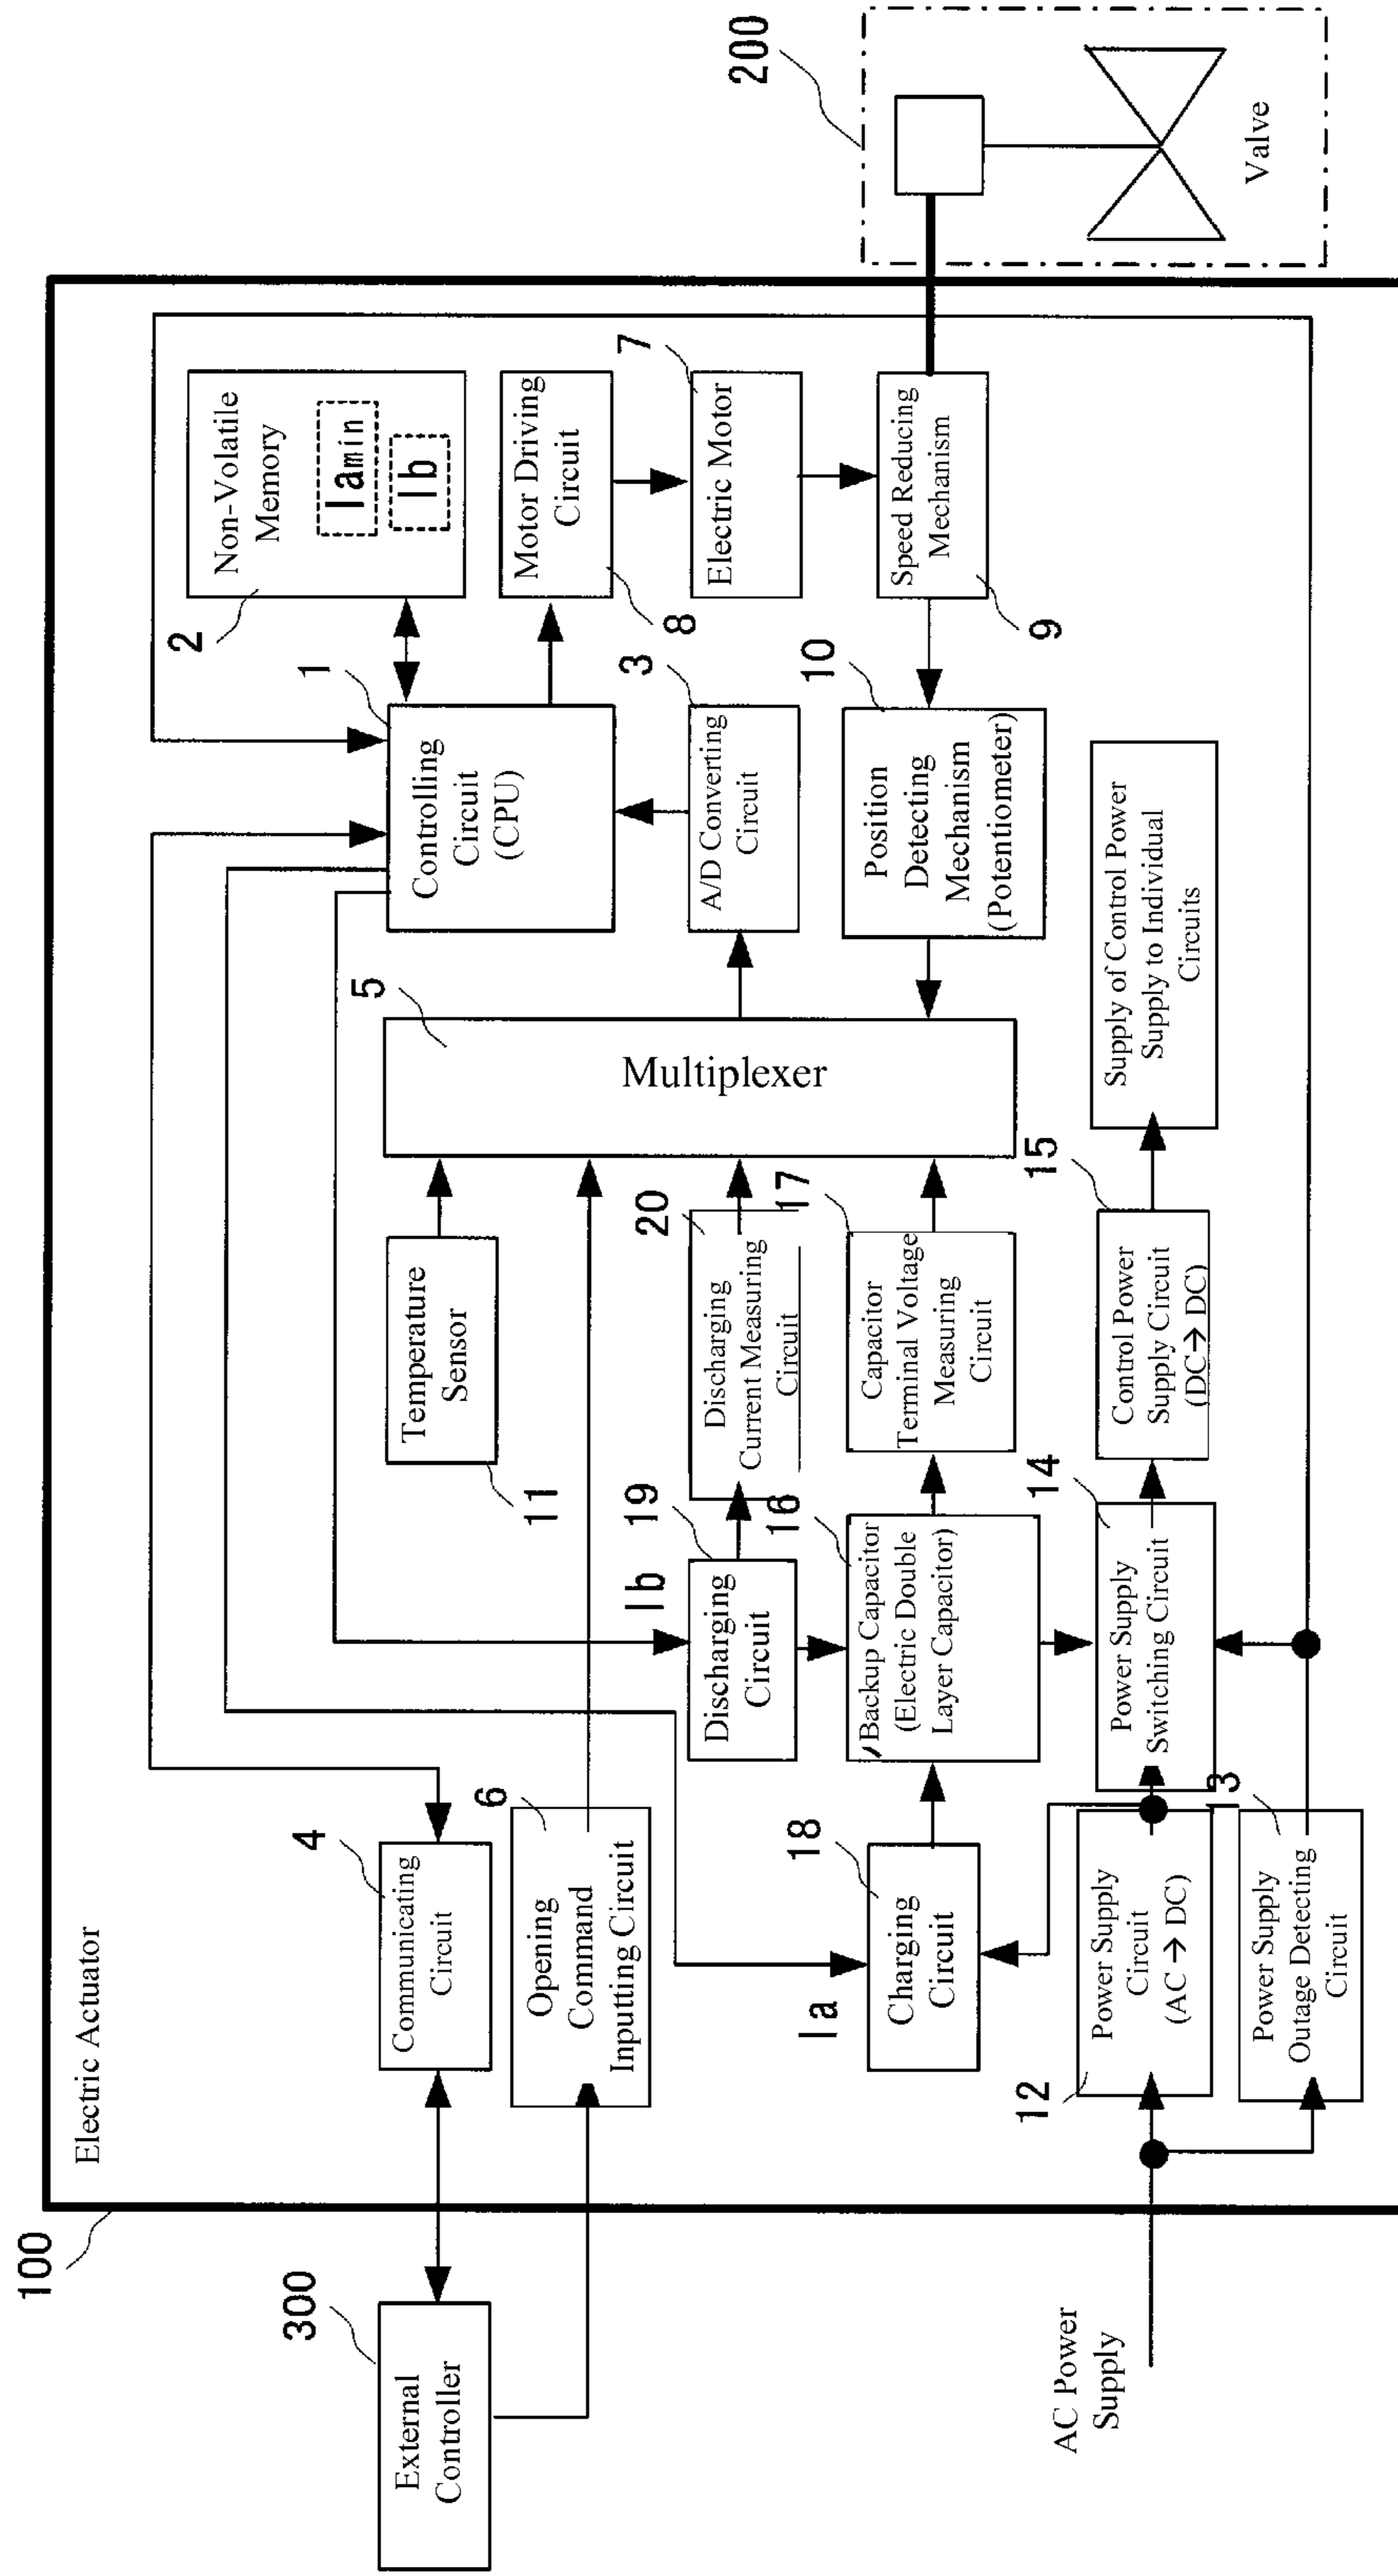 100
Electric Actuator
300
External
Controller
4
Communicating
Circuit
6
Opening
Command
Inputting Circuit
11
Temperature
Sensor
5
Multiplexer
1
Controlling
Circuit
(CPU)
2
Non-Volatile
Memory
Iamin
Ib
8
Motor Driving
Circuit
3
A/D Converting
Circuit
7
Electric Motor
9
Speed Reducing
Mechanism
10
Position
Detecting
Mechanism
(Potentiometer)
200
Valve
Ib
19
Discharging
Circuit
20
Discharging
Current Measuring
Circuit
16
Backup Capacitor
(Electric Double
Layer Capacitor)
17
Capacitor
Terminal Voltage
Measuring
Circuit
Ia
18
Charging
Circuit
AC Power
Supply
12
Power Supply
Circuit
(AC → DC)
13
Power Supply
Outage Detecting
Circuit
14
Power Supply
Switching Circuit
15
Control Power
Supply Circuit
(DC → DC)
Supply of Control Power
Supply to Individual
Circuits